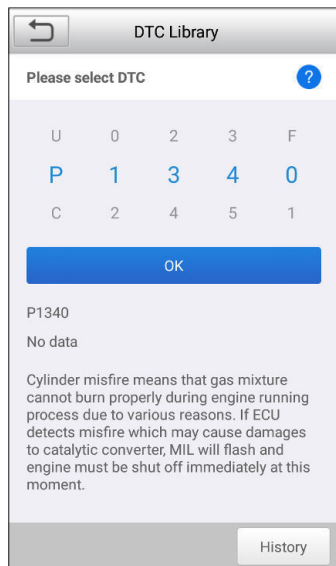 DTC Library
Please select DTC
?
U 0 2 3 F
P 1 3 4 0
C 2 4 5 1
OK
P1340
No data
Cylinder misfire means that gas mixture
cannot burn properly during engine running
process due to various reasons. If ECU
detects misfire which may cause damages
to catalytic converter, MIL will flash and
engine must be shut off immediately at this
moment.
History